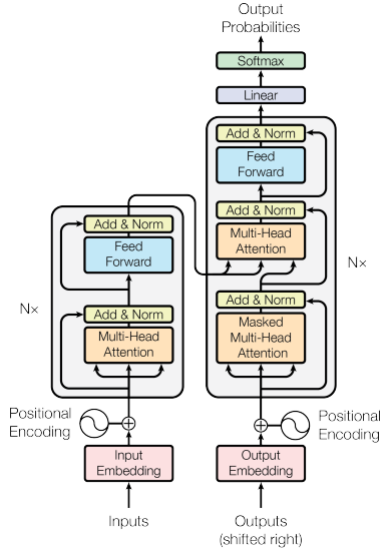 Output
Probabilities
Softmax
Linear
Add & Norm
Feed
Forward
Add & Norm
Multi-Head
Attention
Nx
Add & Norm
Masked
Multi-Head
Attention
Add & Norm
Feed
Forward
Nx
Add & Norm
Multi-Head
Attention
Positional
Encoding
Positional
Encoding
Input
Embedding
Output
Embedding
Inputs
Outputs
(shifted right)